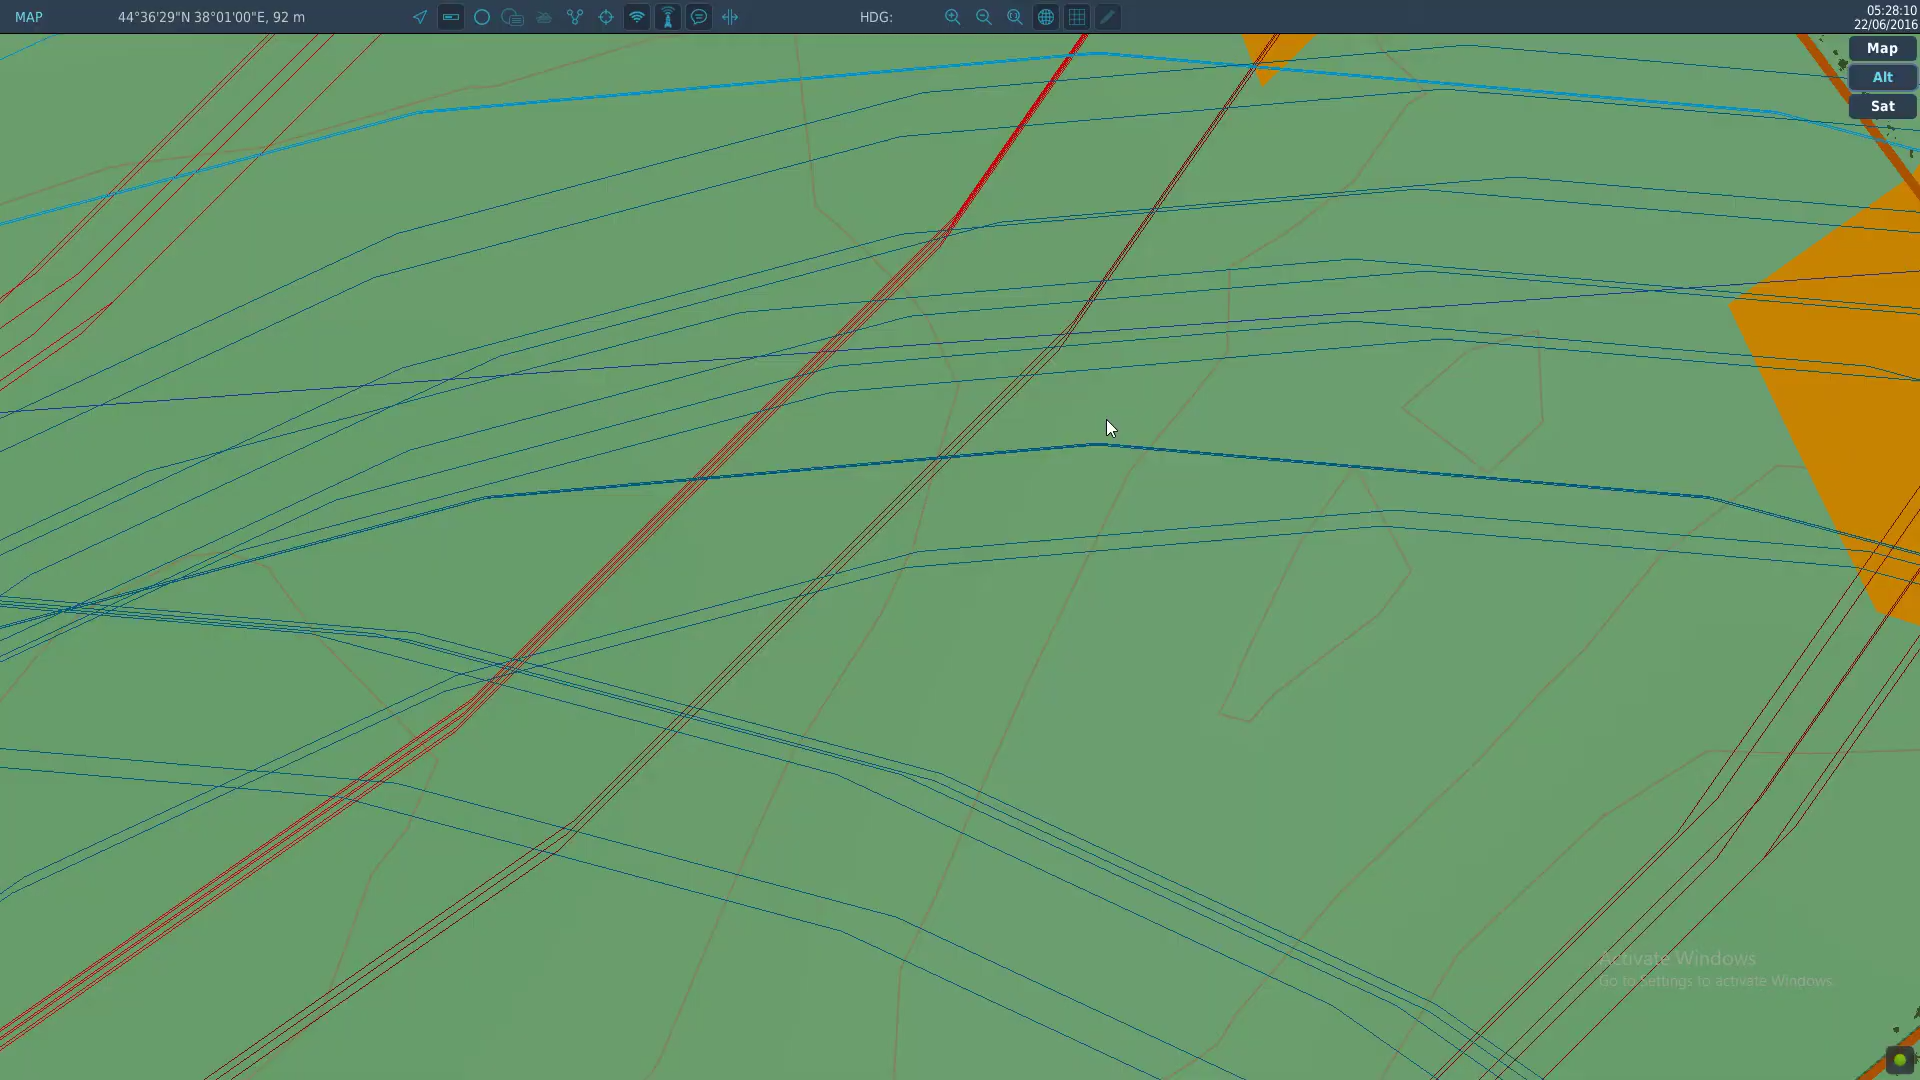 MAP
44°36'29"N 38°01'00"E, 92 m
HDG:
05:28:10
22/06/2016
Map
Alt
Sat
Activate Windows
Go to Settings to activate Windows.